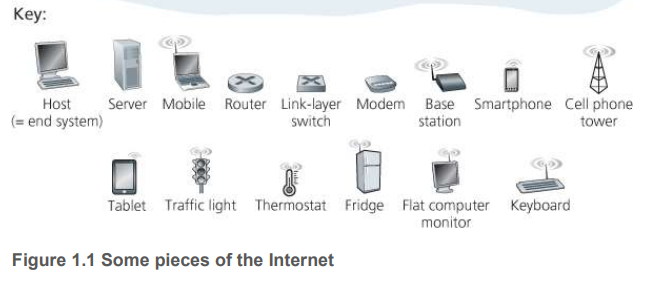 Key:
Host Server Mobile Router Link-layer Modem Base Smartphone Cell phone
(= end system) switch station tower
Tablet Traffic light Thermostat Fridge Flat computer Keyboard
monitor
Figure 1.1 Some pieces of the Internet